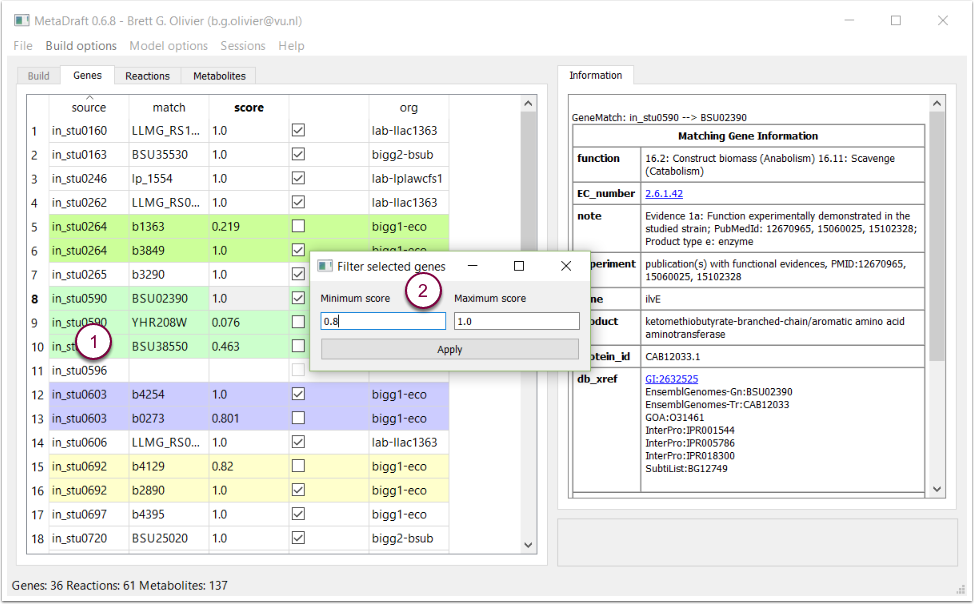 MetaDraft 0.6.8 - Brett G. Olivier (b.g.olivier@vu.nl)
File Build options Model options Sessions Help
Build Genes Reactions Metabolites
source match score org
1 in_stu0160 LLMG_RS1... 1.0 lab-llac1363
2 in_stu0163 BSU35530 1.0 bigg2-bsub
3 in_stu0246 lp_1554 1.0 lab-lplawcfs1
4 in_stu0262 LLMG_RS0... 1.0 lab-llac1363
5 in_stu0264 b1363 0.219 bigg1-eco
6 in_stu0264 b3849 1.0 bigg1-eco
7 in_stu0265 b3290 1.0
8 in_stu0590 BSU02390 1.0
9 in_stu0590 YHR208W 0.076
10 in_st BSU38550 0.463
11 in_stu0596
12 in_stu0603 b4254 1.0 bigg1-eco
13 in_stu0603 b0273 0.801 bigg1-eco
14 in_stu0606 LLMG_RS0... 1.0 lab-llac1363
15 in_stu0692 b4129 0.82 bigg1-eco
16 in_stu0692 b2890 1.0 bigg1-eco
17 in_stu0697 b4395 1.0 bigg1-eco
18 in_stu0720 BSU25020 1.0 bigg2-bsub
1
Filter selected genes
2
Minimum score Maximum score
0.8 1.0
Apply
Information
GeneMatch: in_stu0590 --> BSU02390
Matching Gene Information
function 16.2: Construct biomass (Anabolism) 16.11: Scavenge
(Catabolism)
EC_number 2.6.1.42
note Evidence 1a: Function experimentally demonstrated in the
studied strain; PubMedId: 12670965, 15060025, 15102328;
Product type e: enzyme
periment publication(s) with functional evidences, PMID:12670965,
15060025, 15102328
ne ilvE
oduct ketomethiobutyrate-branched-chain/aromatic amino acid
aminotransferase
otein_id CAB12033.1
db_xref GI:2632525
EnsemblGenomes-Gn:BSU02390
EnsemblGenomes-Tr:CAB12033
GOA:O31461
InterPro:IPR001544
InterPro:IPR005786
InterPro:IPR018300
SubtiList:BG12749
Genes: 36 Reactions: 61 Metabolites: 137